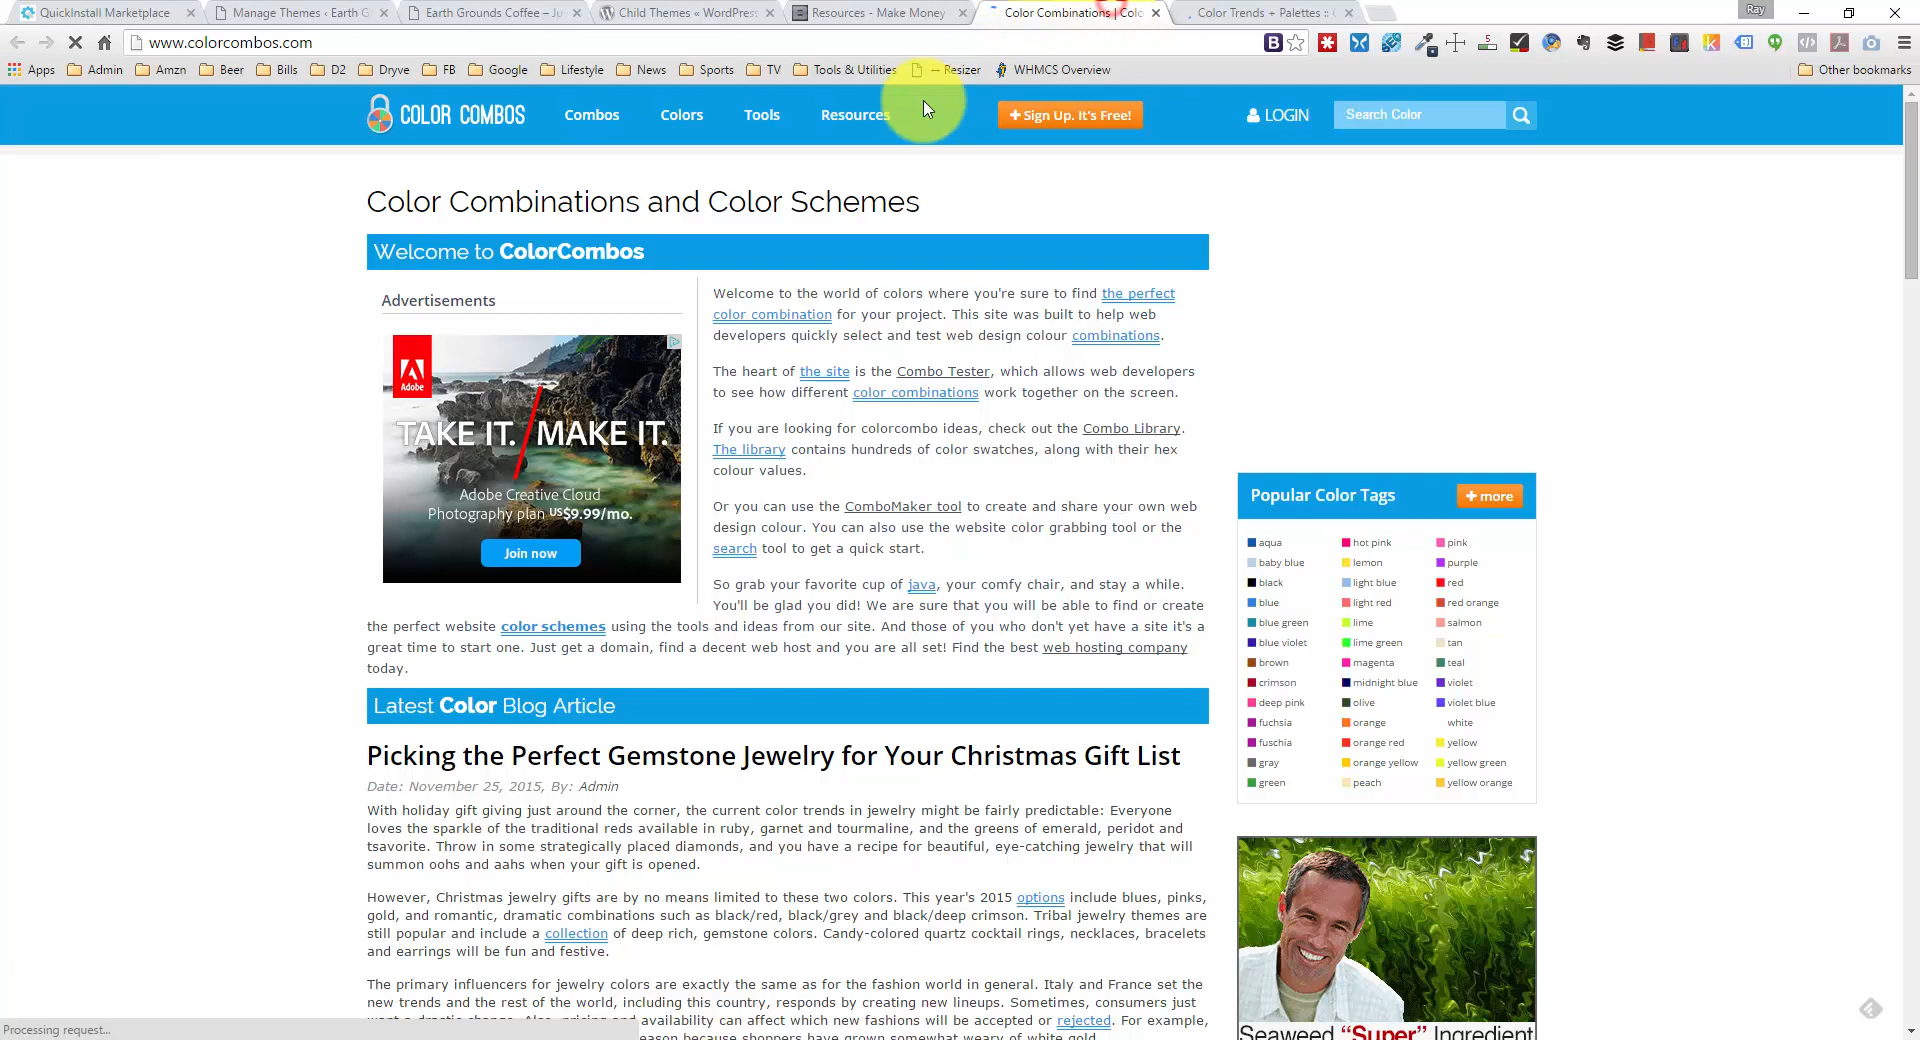 QuickInstall Marketplace
Manage Themes ‹ Earth G
Earth Grounds Coffee – Ju
Child Themes « WordPress
Resources - Make Money
Color Combinations | Colo
Color Trends + Palettes ::
Ray
www.colorcombos.com
Apps
Admin
Amzn
Beer
Bills
D2
Dryve
FB
Google
Lifestyle
News
Sports
TV
Tools & Utilities
↔ Resizer
WHMCS Overview
Other bookmarks
COLOR COMBOS
Combos
Colors
Tools
Resources
+ Sign Up. It's Free!
LOGIN
Search Color
Color Combinations and Color Schemes
Welcome to ColorCombos
Advertisements
Adobe
TAKE IT. / MAKE IT.
Adobe Creative Cloud
Photography plan US$9.99/mo.
Join now
Welcome to the world of colors where you're sure to find the perfect
color combination for your project. This site was built to help web
developers quickly select and test web design colour combinations.
The heart of the site is the Combo Tester, which allows web developers
to see how different color combinations work together on the screen.
If you are looking for colorcombo ideas, check out the Combo Library.
The library contains hundreds of color swatches, along with their hex
colour values.
Or you can use the ComboMaker tool to create and share your own web
design colour. You can also use the website color grabbing tool or the
search tool to get a quick start.
So grab your favorite cup of java, your comfy chair, and stay a while.
You'll be glad you did! We are sure that you will be able to find or create
the perfect website color schemes using the tools and ideas from our site. And those of you who don't yet have a site it's a
great time to start one. Just get a domain, find a decent web host and you are all set! Find the best web hosting company
today.
Latest Color Blog Article
Picking the Perfect Gemstone Jewelry for Your Christmas Gift List
Date: November 25, 2015, By: Admin
With holiday gift giving just around the corner, the current color trends in jewelry might be fairly predictable: Everyone
loves the sparkle of the traditional reds available in ruby, garnet and tourmaline, and the greens of emerald, peridot and
tsavorite. Throw in some strategically placed diamonds, and you have a recipe for beautiful, eye-catching jewelry that will
summon oohs and aahs when your gift is opened.
However, Christmas jewelry gifts are by no means limited to these two colors. This year's 2015 options include blues, pinks,
gold, and romantic, dramatic combinations such as black/red, black/grey and black/deep crimson. Tribal jewelry themes are
still popular and include a collection of deep rich, gemstone colors. Candy-colored quartz cocktail rings, necklaces, bracelets
and earrings will be fun and festive.
The primary influencers for jewelry colors are exactly the same as for the fashion world in general. Italy and France set the
new trends and the rest of the world, including this country, responds by creating new lineups. Sometimes, consumers just
availability can affect which new fashions will be accepted or rejected. For example,
because shoppers have grown somewhat weary of white gold
Processing request...
Popular Color Tags
+ more
aqua
hot pink
pink
baby blue
lemon
purple
black
light blue
red
blue
light red
red orange
blue green
lime
salmon
blue violet
lime green
tan
brown
magenta
teal
crimson
midnight blue
violet
deep pink
olive
violet blue
fuchsia
orange
white
fuschia
orange red
yellow
gray
orange yellow
yellow green
green
peach
yellow orange
Seaweed “Super” Ingredient